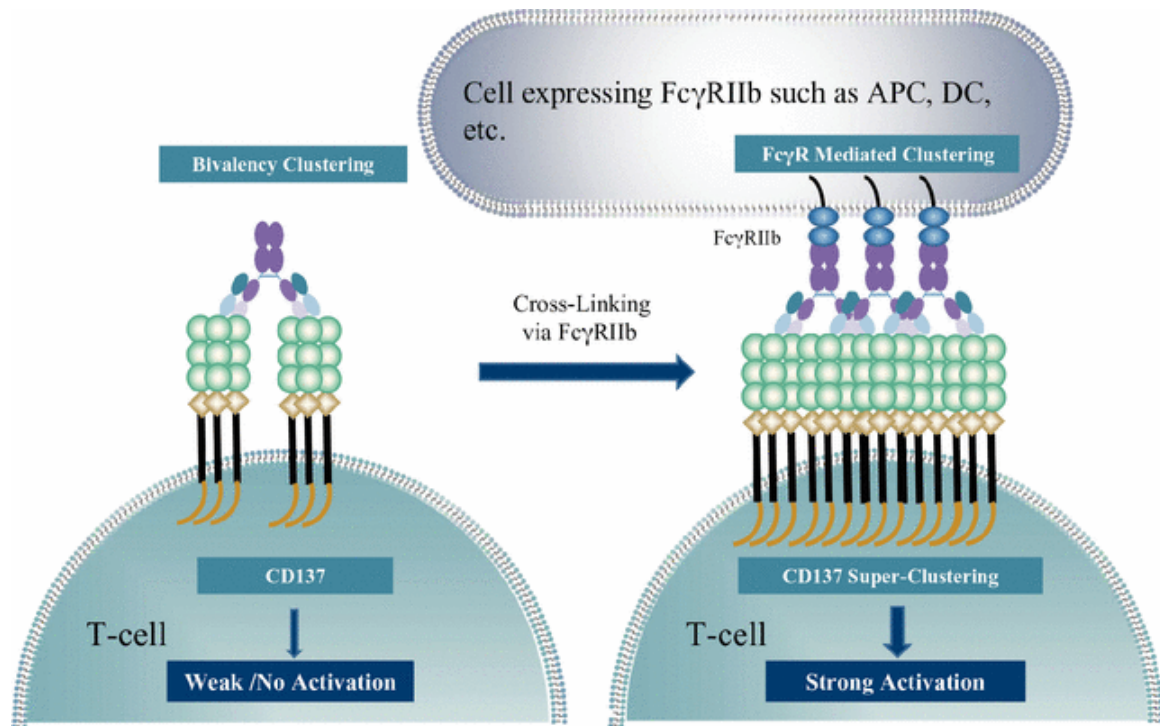 Cell expressing FcγRIIb such as APC, DC,
etc.
Bivalency Clustering
FcγR Mediated Clustering
FcγRIIb
Cross-Linking
via FcγRIIb
CD137
T-cell
Weak /No Activation
CD137 Super-Clustering
T-cell
Strong Activation